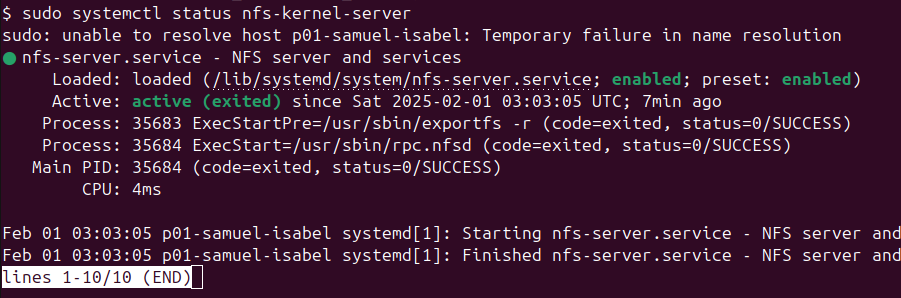 $ sudo systemctl status nfs-kernel-server
sudo: unable to resolve host p01-samuel-isabel: Temporary failure in name resolution
● nfs-server.service - NFS server and services
Loaded: loaded (/lib/systemd/system/nfs-server.service; enabled; preset: enabled)
Active: active (exited) since Sat 2025-02-01 03:03:05 UTC; 7min ago
Process: 35683 ExecStartPre=/usr/sbin/exportfs -r (code=exited, status=0/SUCCESS)
Process: 35684 ExecStart=/usr/sbin/rpc.nfsd (code=exited, status=0/SUCCESS)
Main PID: 35684 (code=exited, status=0/SUCCESS)
CPU: 4ms
Feb 01 03:03:05 p01-samuel-isabel systemd[1]: Starting nfs-server.service - NFS server and
Feb 01 03:03:05 p01-samuel-isabel systemd[1]: Finished nfs-server.service - NFS server and
lines 1-10/10 (END)